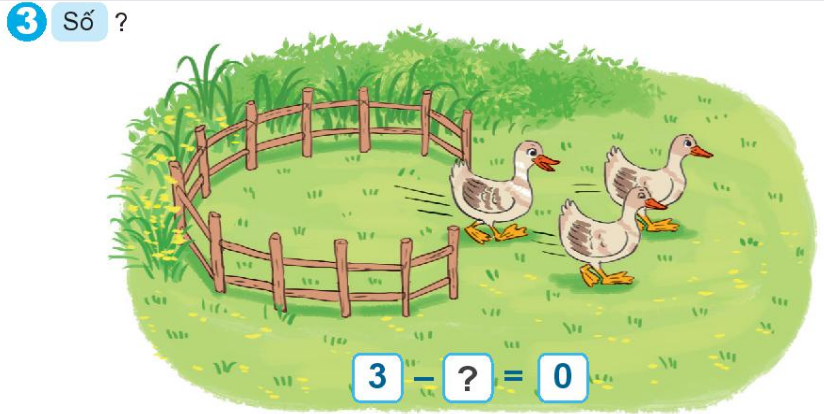 3 Số ?
3 – ? = 0